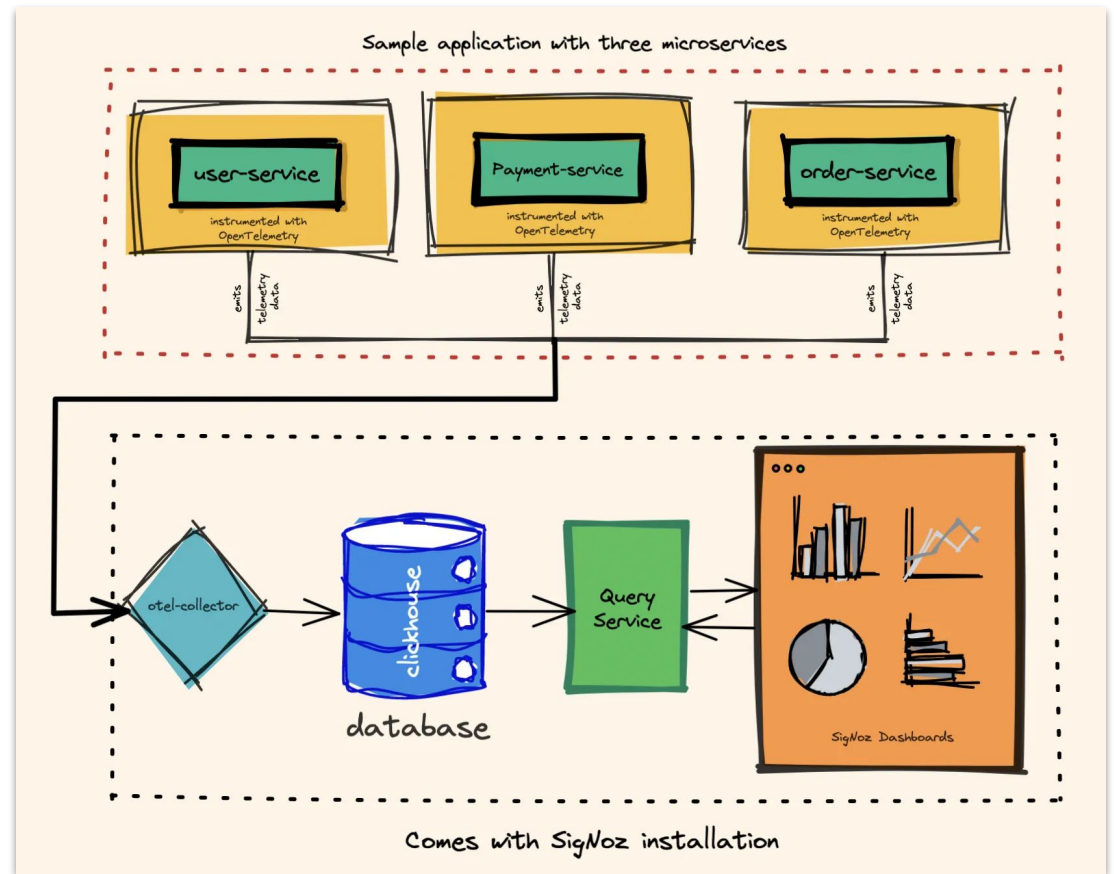 Sample application with three microservices
user-service
instrumented with
OpenTelemetry
Payment-service
instrumented with
OpenTelemetry
order-service
instrumented with
OpenTelemetry
emits
telemetry
data
emits
telemetry
data
emits
telemetry
data
otel-collector
clickhouse
database
Query
Service
SigNoz Dashboards
Comes with SigNoz installation